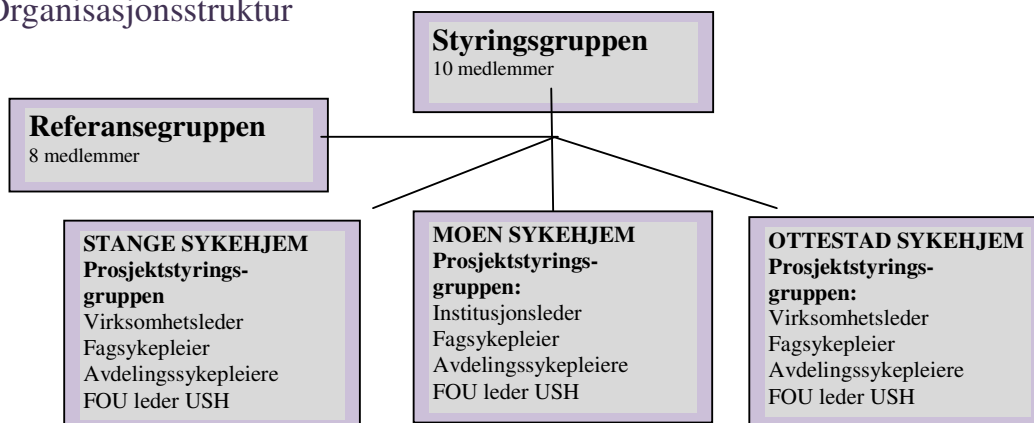 Organisasjonsstruktur
Styringsgruppen
10 medlemmer
Referansegruppen
8 medlemmer
STANGE SYKEHJEM
Prosjektstyrings-
gruppen
Virksomhetsleder
Fagsykepleier
Avdelingssykepleiere
FOU leder USH
MOEN SYKEHJEM
Prosjektstyrings-
gruppen:
Institusjonsleder
Fagsykepleier
Avdelingssykepleiere
FOU leder USH
OTTESTAD SYKEHJEM
Prosjektstyrings-
gruppen:
Virksomhetsleder
Fagsykepleier
Avdelingssykepleiere
FOU leder USH